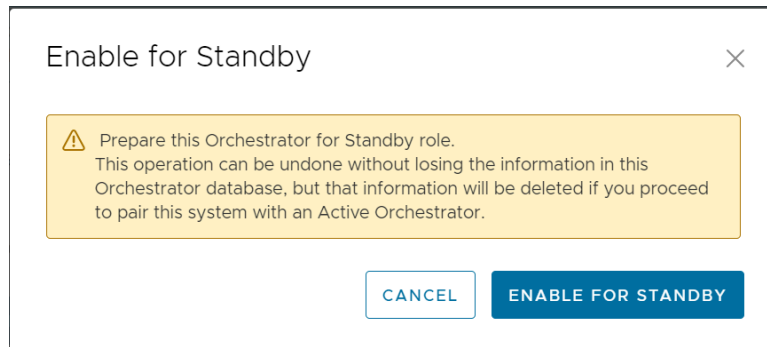 Enable for Standby
Prepare this Orchestrator for Standby role.
This operation can be undone without losing the information in this
Orchestrator database, but that information will be deleted if you proceed
to pair this system with an Active Orchestrator.
CANCEL
ENABLE FOR STANDBY